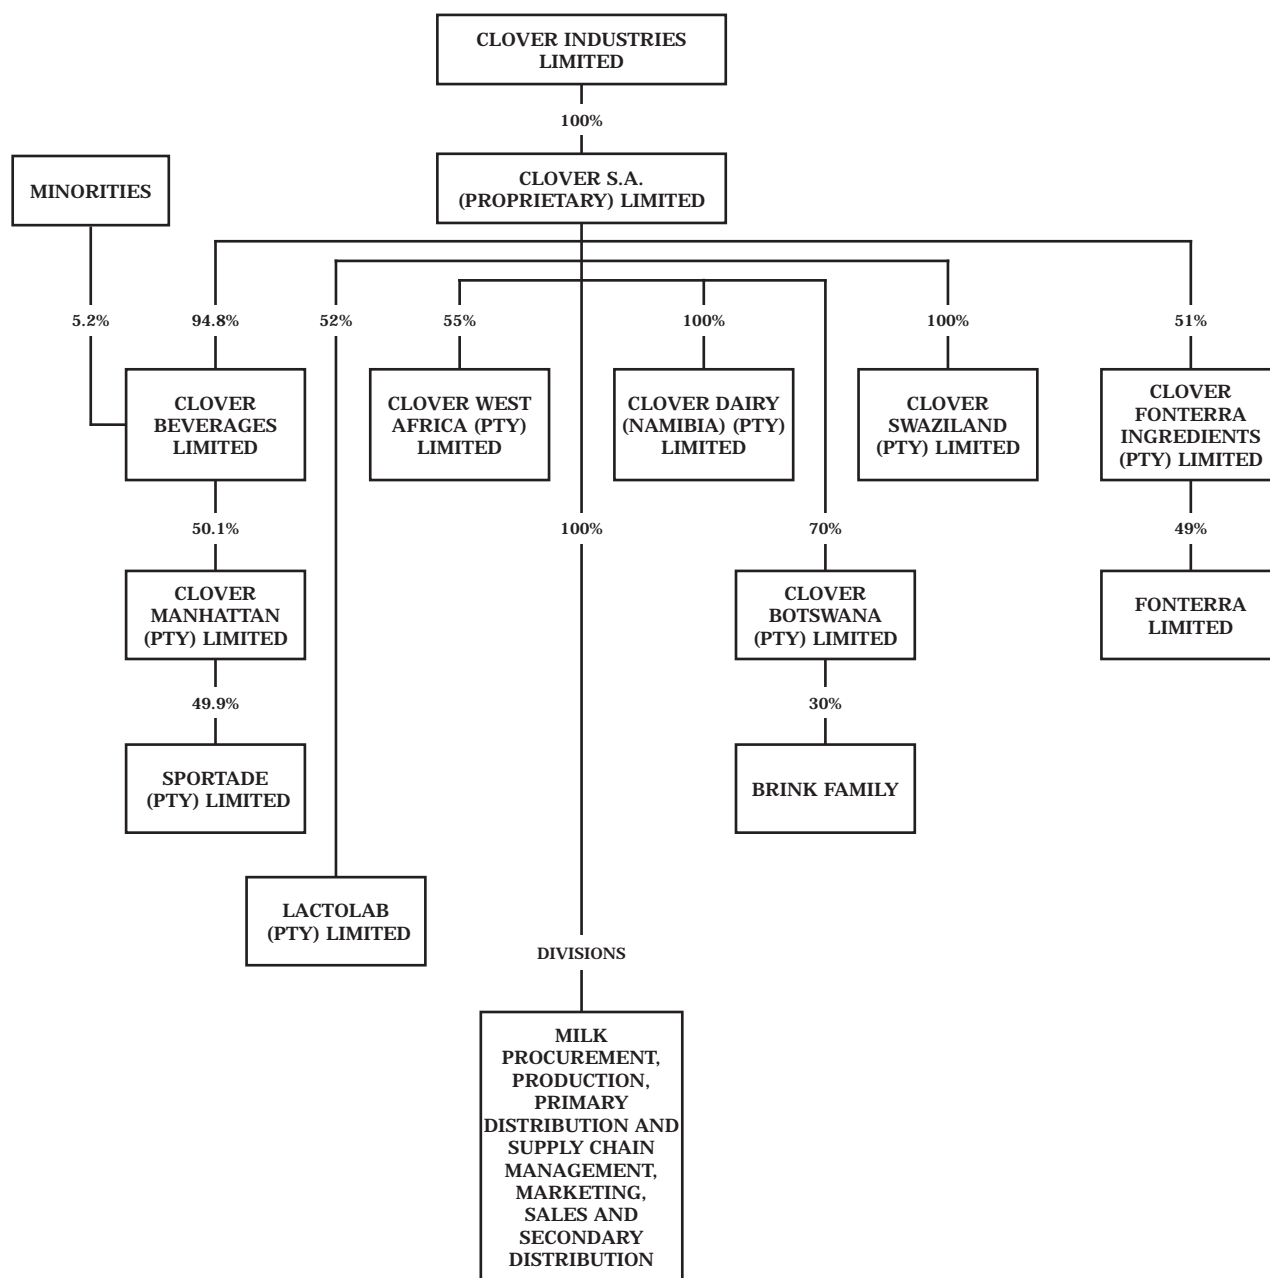 CLOVER INDUSTRIES
LIMITED
100%
CLOVER S.A.
(PROPRIETARY) LIMITED
MINORITIES
5.2%
94.8%
52%
55%
100%
100%
51%
CLOVER
BEVERAGES
LIMITED
CLOVER WEST
AFRICA (PTY)
LIMITED
CLOVER DAIRY
(NAMIBIA) (PTY)
LIMITED
CLOVER
SWAZILAND
(PTY) LIMITED
CLOVER
FONTERRA
INGREDIENTS
(PTY) LIMITED
50.1%
100%
70%
49%
CLOVER
MANHATTAN
(PTY) LIMITED
CLOVER
BOTSWANA
(PTY) LIMITED
FONTERRA
LIMITED
49.9%
30%
SPORTADE
(PTY) LIMITED
BRINK FAMILY
LACTOLAB
(PTY) LIMITED
DIVISIONS
MILK
PROCUREMENT,
PRODUCTION,
PRIMARY
DISTRIBUTION AND
SUPPLY CHAIN
MANAGEMENT,
MARKETING,
SALES AND
SECONDARY
DISTRIBUTION